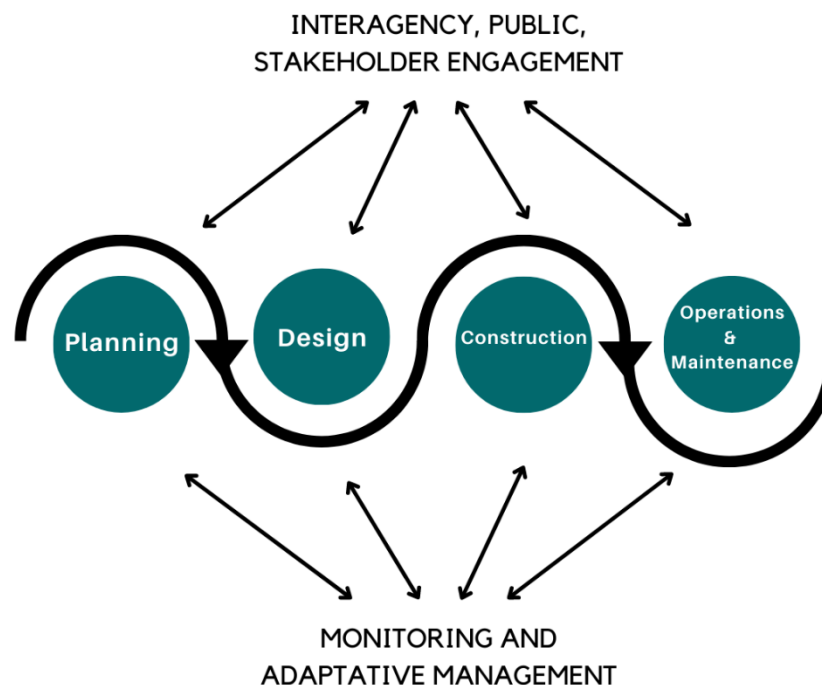 INTERAGENCY, PUBLIC,
STAKEHOLDER ENGAGEMENT
Planning
Design
Construction
Operations
&
Maintenance
MONITORING AND
ADAPTATIVE MANAGEMENT